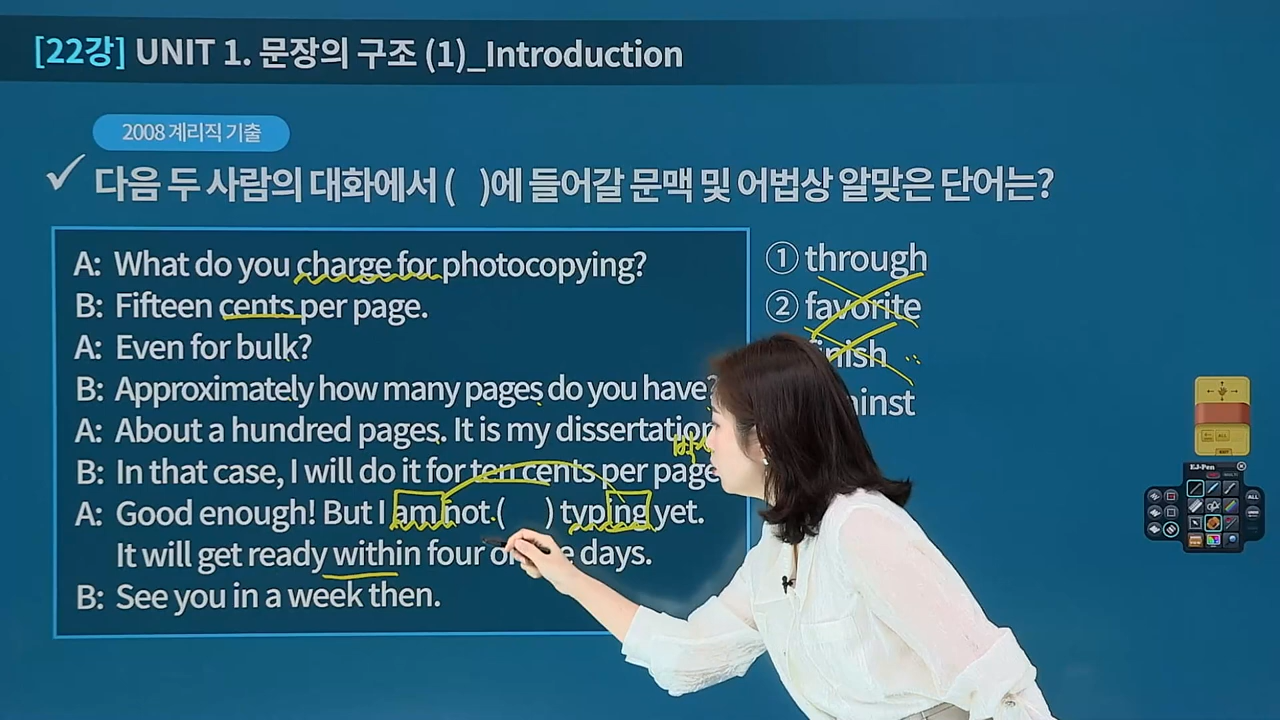 [22강] UNIT 1. 문장의 구조 (1)_Introduction
2008 계리직 기출
다음 두 사람의 대화에서 ( )에 들어갈 문맥 및 어법상 알맞은 단어는?
A: What do you charge for photocopying?
B: Fifteen cents per page.
A: Even for bulk?
B: Approximately how many pages do you have?
A: About a hundred pages. It is my
B: In that case, I will do it for ten cents per
A: Good enough! But I am not ( ) typing yet.
It will get ready within four days.
B: See you in a week then.
① through
② favorite
EJ-Pen
ALL